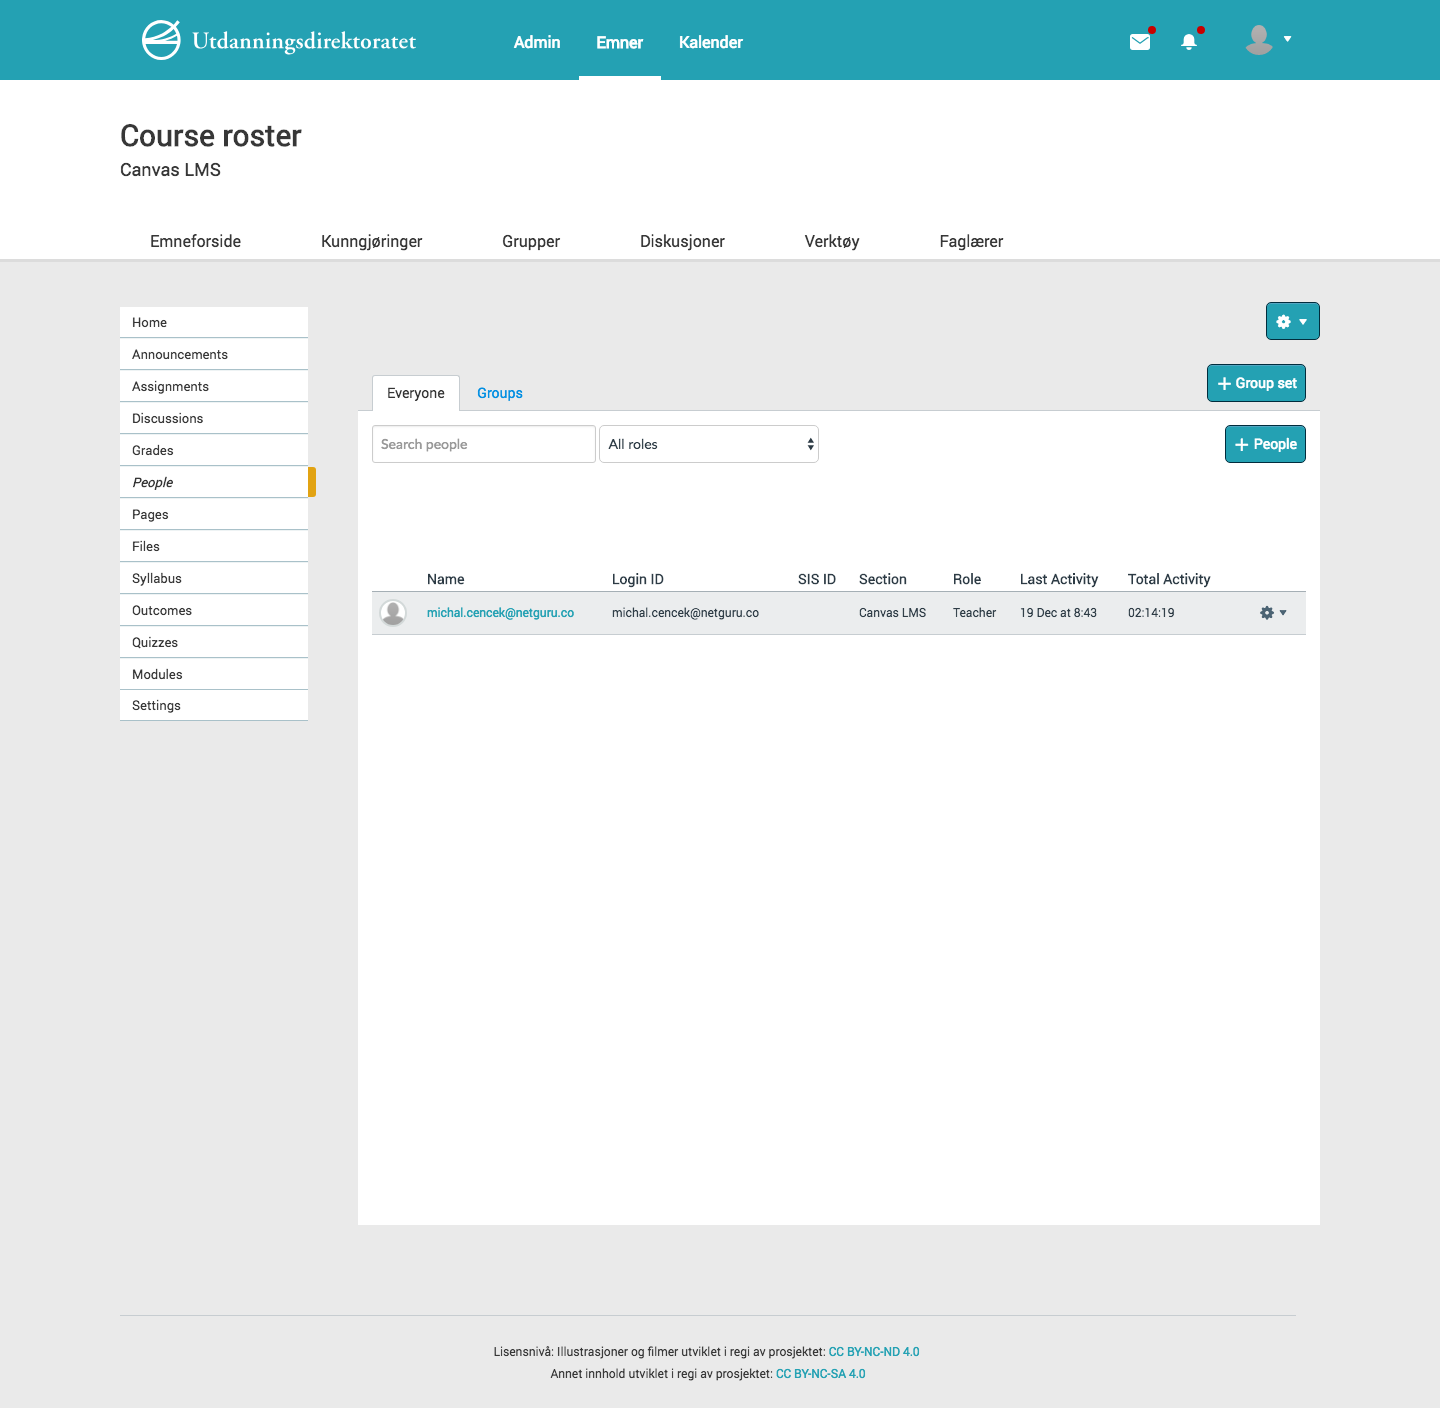 Utdanningsdirektoratet
Admin Emner Kalender
Course roster
Canvas LMS
Emneforside Kunngjøringer Grupper Diskusjoner Verktøy Faglærer
Home
Announcements
Assignments
Discussions
Grades
People
Pages
Files
Syllabus
Outcomes
Quizzes
Modules
Settings
Everyone Groups
+ Group set
Search people All roles
+ People
Name Login ID SIS ID Section Role Last Activity Total Activity
michal.cencek@netguru.co michal.cencek@netguru.co Canvas LMS Teacher 19 Dec at 8:43 02:14:19
Lisensnivå: Illustrasjoner og filmer utviklet i regi av prosjektet: CC BY-NC-ND 4.0
Annet innhold utviklet i regi av prosjektet: CC BY-NC-SA 4.0